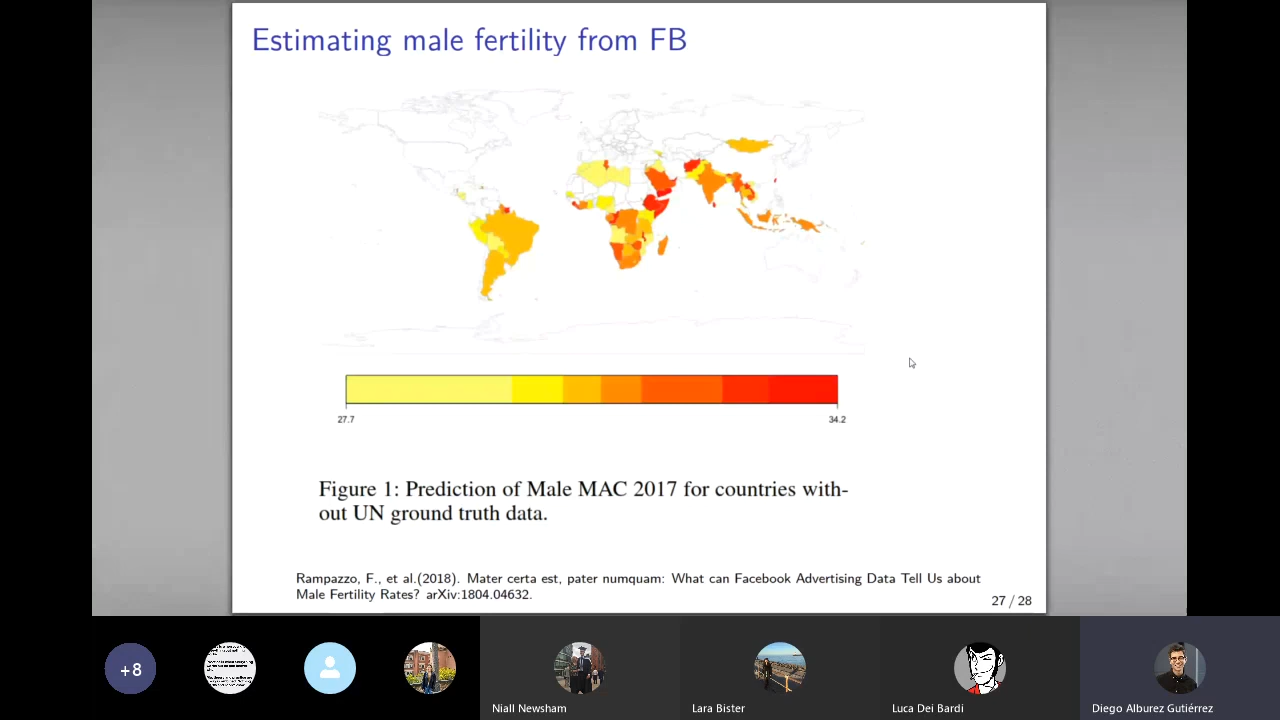 Estimating male fertility from FB
27.7
34.2
Figure 1: Prediction of Male MAC 2017 for countries with-
out UN ground truth data.
Rampazzo, F., et al.(2018). Mater certa est, pater numquam: What can Facebook Advertising Data Tell Us about
Male Fertility Rates? arXiv:1804.04632.
27 / 28
+8
Niall Newsham
Lara Bister
Luca Dei Bardi
Diego Alburez Gutiérrez